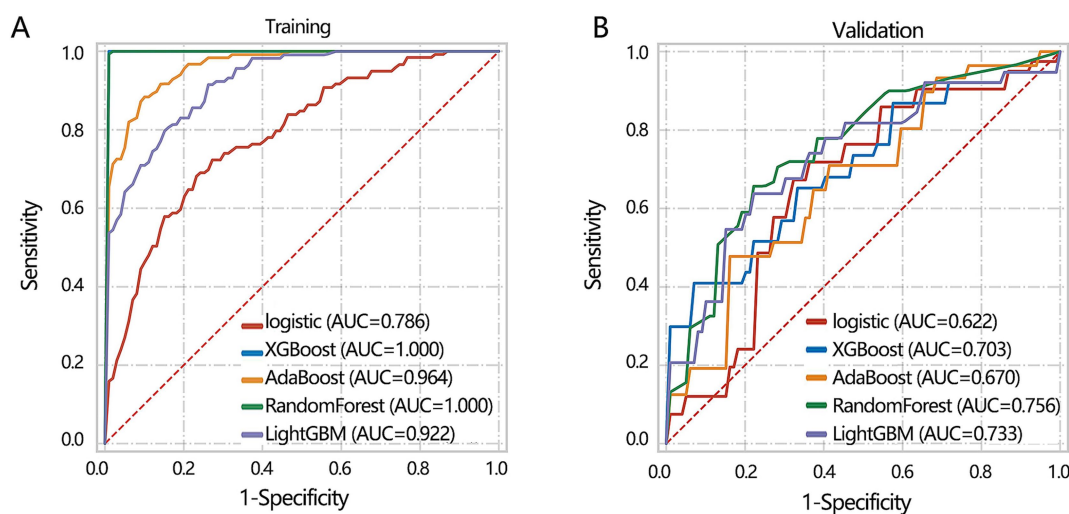 A
Training
1.0
0.8
0.6
0.4
0.2
0.0
Sensitivity
logistic (AUC=0.786)
XGBoost (AUC=1.000)
AdaBoost (AUC=0.964)
RandomForest (AUC=1.000)
LightGBM (AUC=0.922)
0.0 0.2 0.4 0.6 0.8 1.0
1-Specificity
B
Validation
1.0
0.8
0.6
0.4
0.2
0.0
Sensitivity
logistic (AUC=0.622)
XGBoost (AUC=0.703)
AdaBoost (AUC=0.670)
RandomForest (AUC=0.756)
LightGBM (AUC=0.733)
0.0 0.2 0.4 0.6 0.8 1.0
1-Specificity